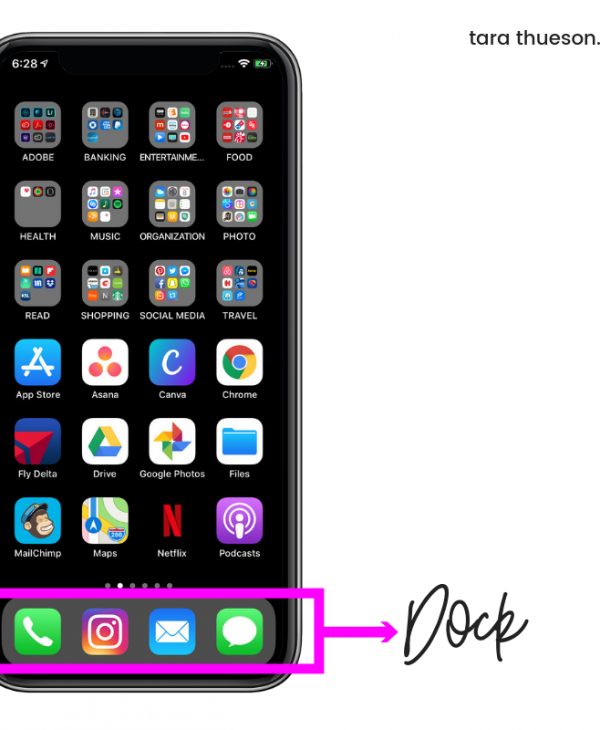 tara thueson.
6:28
ADOBE BANKING ENTERTAINME... FOOD
HEALTH MUSIC ORGANIZATION PHOTO
READ SHOPPING SOCIAL MEDIA TRAVEL
App Store Asana Canva Chrome
Fly Delta Drive Google Photos Files
MailChimp Maps Netflix Podcasts
Dock